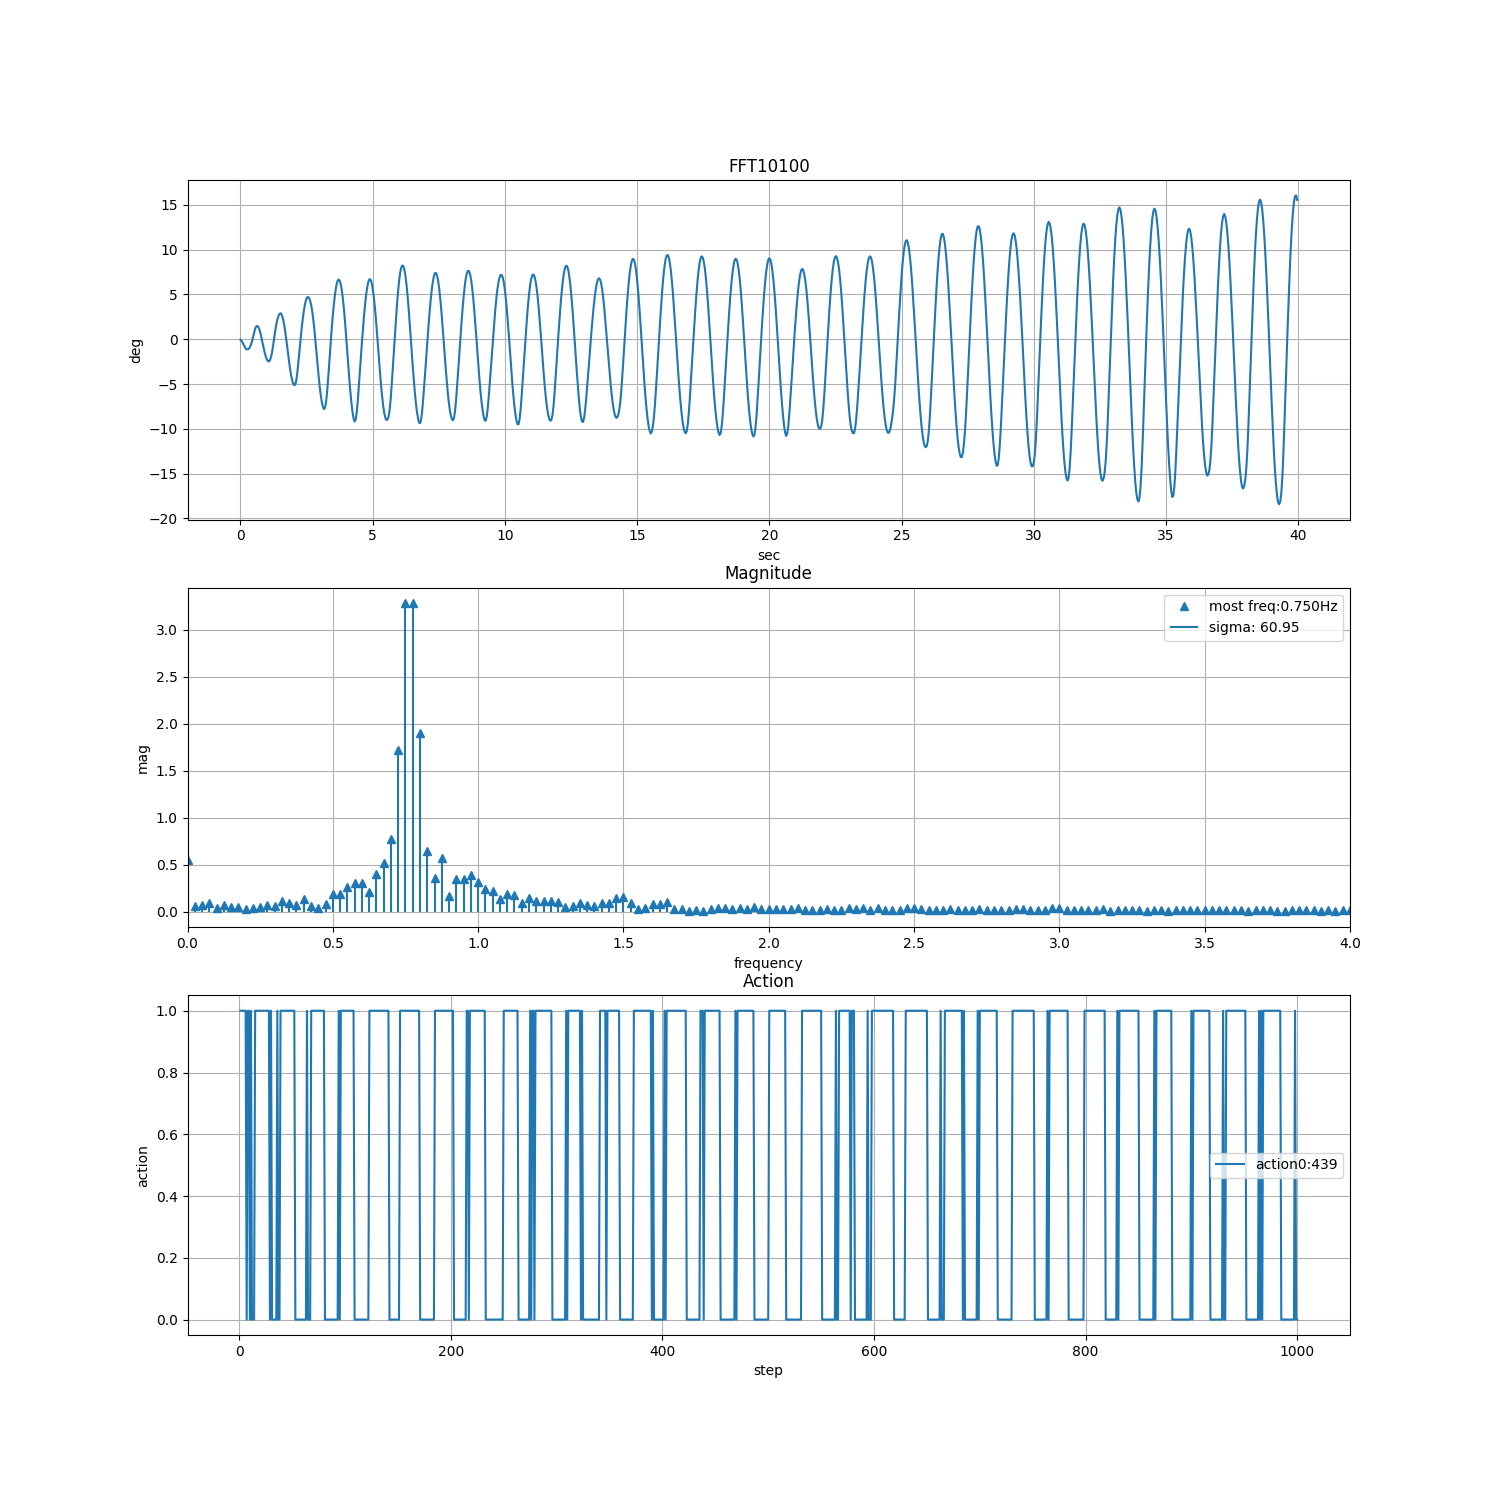 FFT10100
15
10
5
0
−5
−10
−15
−20
deg
0 5 10 15 20 25 30 35 40
sec
Magnitude
most freq:0.750Hz
sigma: 60.95
3.0
2.5
2.0
1.5
1.0
0.5
0.0
mag
0.0 0.5 1.0 1.5 2.0 2.5 3.0 3.5 4.0
frequency
Action
1.0
0.8
0.6
0.4
0.2
0.0
action
action0:439
0 200 400 600 800 1000
step